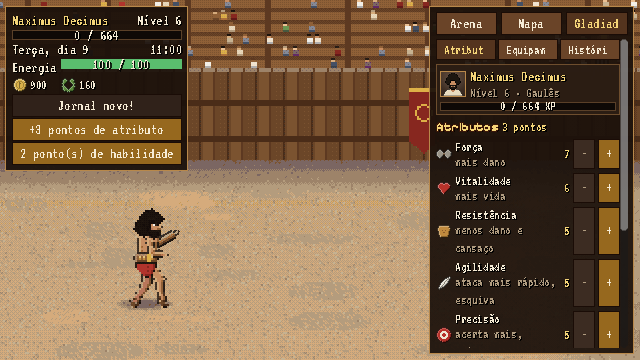 Maximus Decimus Nível 6
0 / 664
Terça, dia 9 11:00
Energia 100 / 100
900 160
Jornal novo!
+3 pontos de atributo
2 ponto(s) de habilidade
Arena Mapa Gladiad
Atribut Equipam Históri
Maximus Decimus
Nível 6 - Gaulês
0 / 664 XP
Atributos 3 pontos
Força
mais dano
7 - +
Vitalidade
mais vida
6 - +
Resistência
menos dano e
cansaço
5 - +
Agilidade
ataca mais rápido,
esquiva
5 - +
Precisão
acerta mais,
5 - +